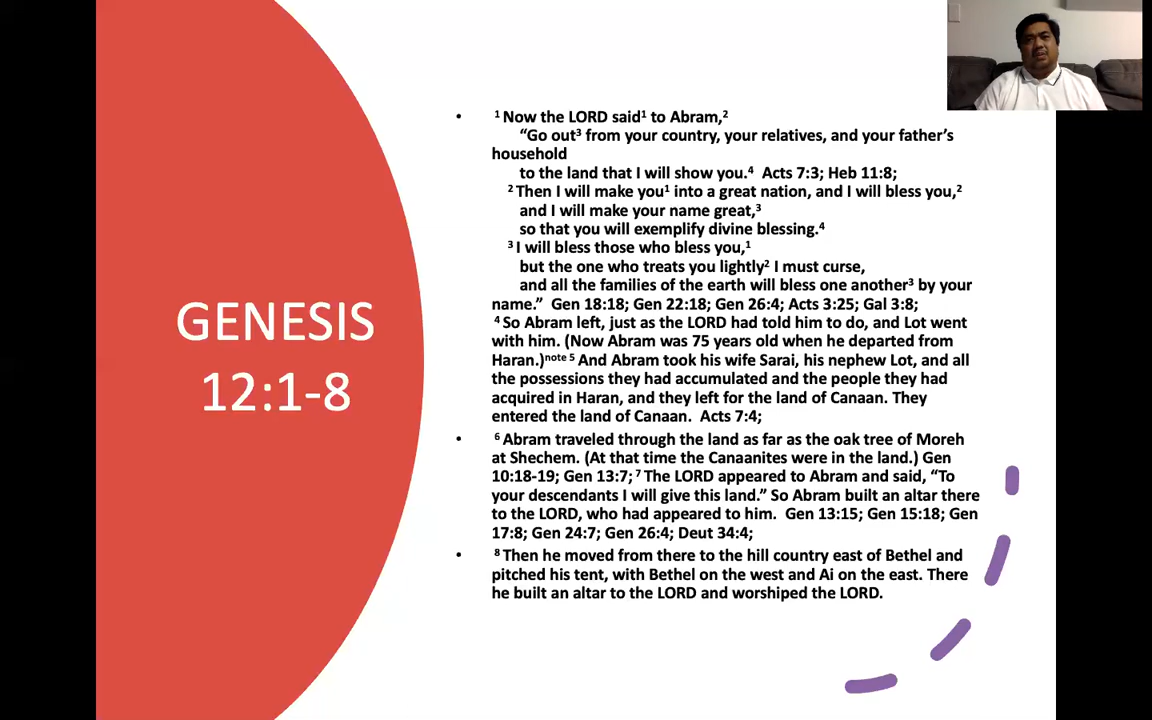 GENESIS
12:1-8
• ¹ Now the LORD said¹ to Abram,²
“Go out³ from your country, your relatives, and your father’s
household
to the land that I will show you.⁴ Acts 7:3; Heb 11:8;
² Then I will make you¹ into a great nation, and I will bless you,²
and I will make your name great,³
so that you will exemplify divine blessing.⁴
³ I will bless those who bless you,¹
but the one who treats you lightly² I must curse,
and all the families of the earth will bless one another³ by your
name.” Gen 18:18; Gen 22:18; Gen 26:4; Acts 3:25; Gal 3:8;
⁴ So Abram left, just as the LORD had told him to do, and Lot went
with him. (Now Abram was 75 years old when he departed from
Haran.)note ⁵ And Abram took his wife Sarai, his nephew Lot, and all
the possessions they had accumulated and the people they had
acquired in Haran, and they left for the land of Canaan. They
entered the land of Canaan. Acts 7:4;
• ⁶ Abram traveled through the land as far as the oak tree of Moreh
at Shechem. (At that time the Canaanites were in the land.) Gen
10:18-19; Gen 13:7; ⁷ The LORD appeared to Abram and said, “To
your descendants I will give this land.” So Abram built an altar there
to the LORD, who had appeared to him. Gen 13:15; Gen 15:18; Gen
17:8; Gen 24:7; Gen 26:4; Deut 34:4;
• ⁸ Then he moved from there to the hill country east of Bethel and
pitched his tent, with Bethel on the west and Ai on the east. There
he built an altar to the LORD and worshiped the LORD.